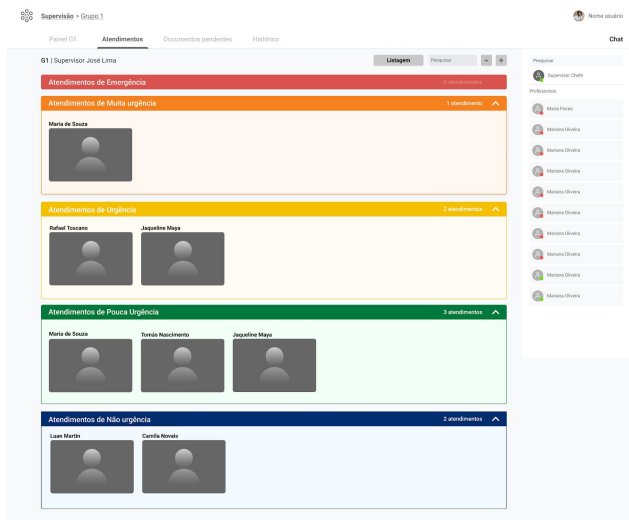 Supervisão > Grupo 1
Nome usuário
Painel G1 Atendimentos Documentos pendentes Histórico
Chat
G1 | Supervisor José Lima
Listagem
Pesquisar
- +
Pesquisar
Supervisor Chefe
Profissionais
Atendimentos de Emergência
0 atendimentos
Atendimentos de Muita urgência
1 atendimento
Maria de Souza
Atendimentos de Urgência
2 atendimentos
Rafael Toscano
Jaqueline Maya
Atendimentos de Pouca Urgência
3 atendimentos
Maria de Souza
Tomás Nascimento
Jaqueline Maya
Atendimentos de Não urgência
2 atendimentos
Luan Martin
Camila Novais
Maria Flores
Mariana Oliveira
Mariana Oliveira
Mariana Oliveira
Mariana Oliveira
Mariana Oliveira
Mariana Oliveira
Mariana Oliveira
Mariana Oliveira
Mariana Oliveira